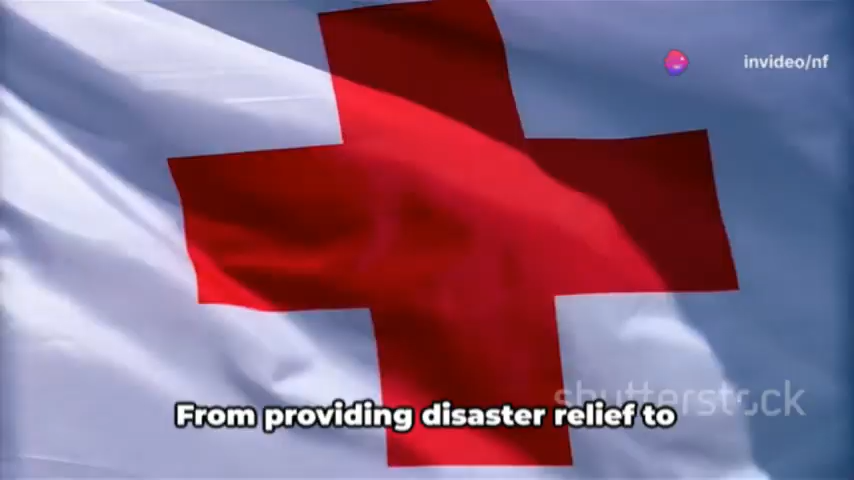 invideo/nf
shutterstock
From providing disaster relief to